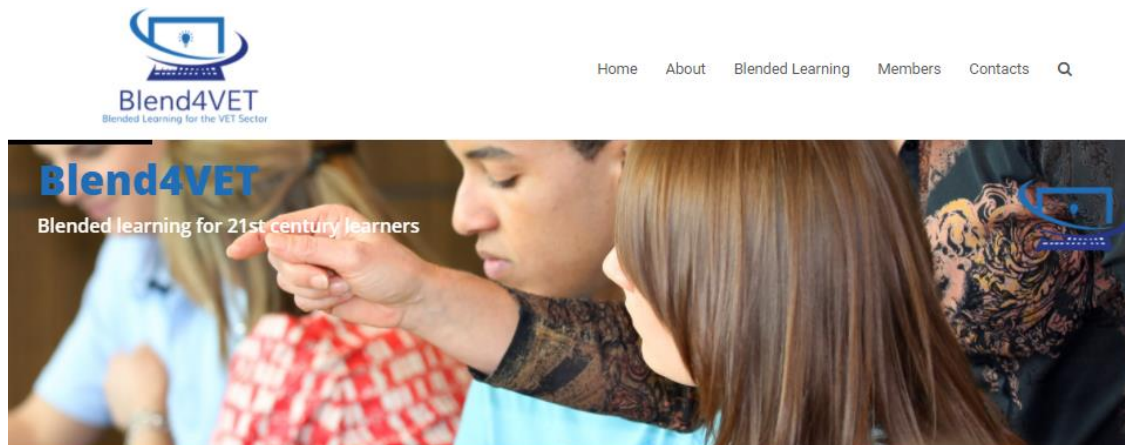 Blend4VET
Blended Learning for the VET Sector
Home About Blended Learning Members Contacts
Blend4VET
Blended learning for 21st century learners